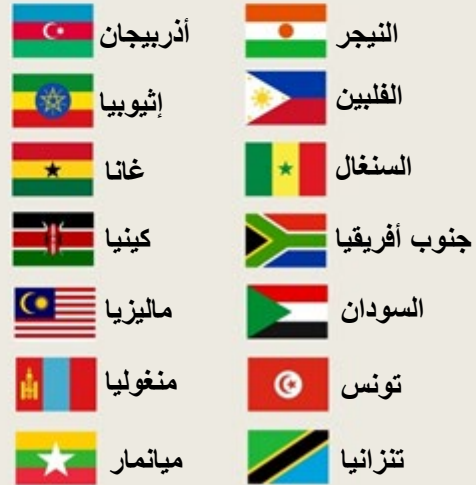 النيجر
أذربيجان
الفلبين
إثيوبيا
السنغال
غانا
جنوب أفريقيا
كينيا
السودان
ماليزيا
تونس
منغوليا
تنزانيا
ميانمار